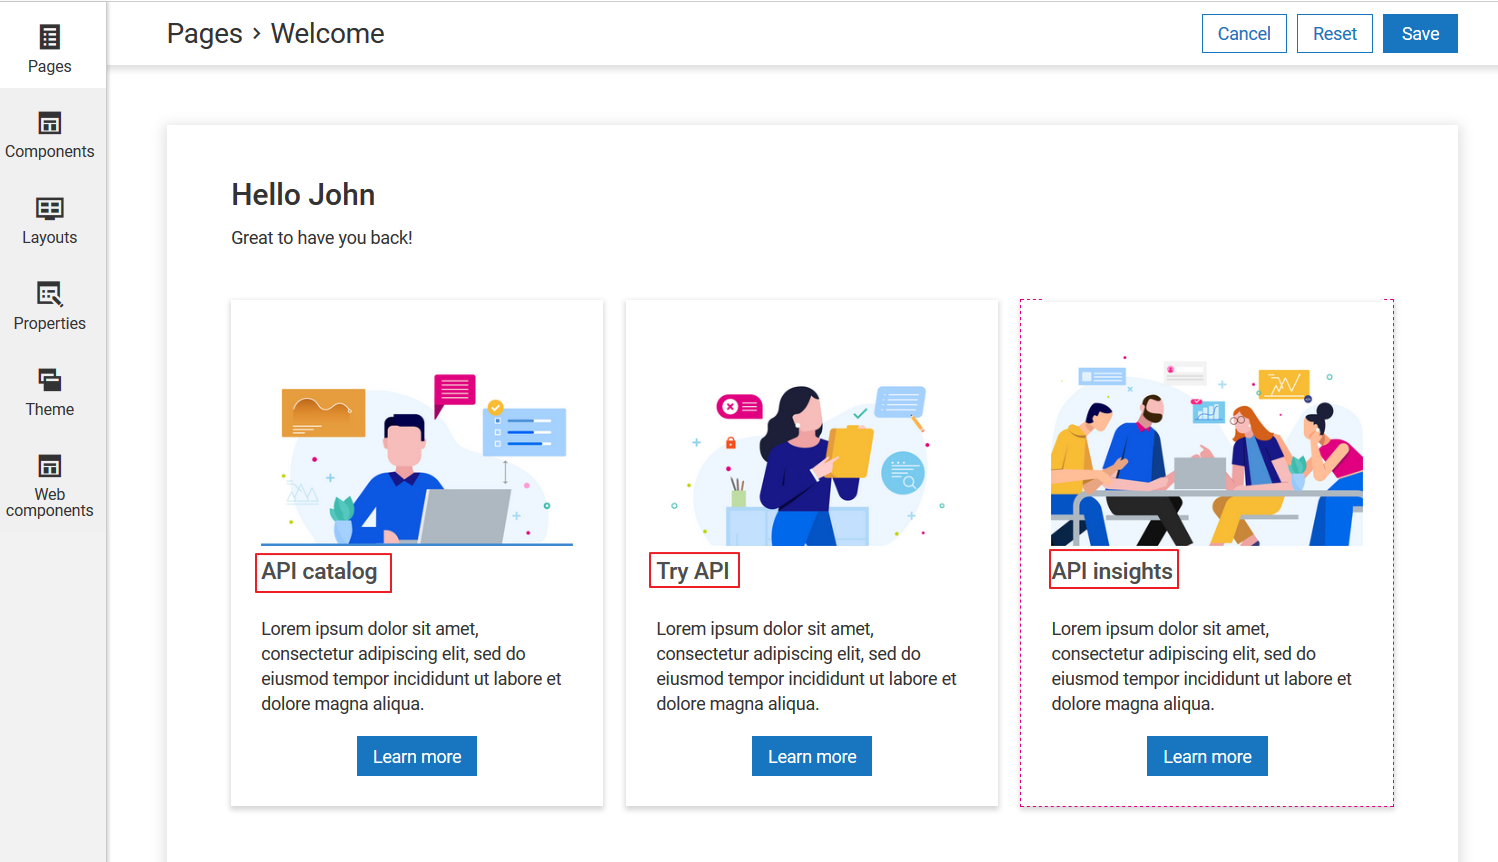 Pages
Components
Layouts
Properties
Theme
Web
components
Pages › Welcome
Cancel
Reset
Save
Hello John
Great to have you back!
API catalog
Lorem ipsum dolor sit amet,
consectetur adipiscing elit, sed do
eiusmod tempor incididunt ut labore et
dolore magna aliqua.
Learn more
Try API
Lorem ipsum dolor sit amet,
consectetur adipiscing elit, sed do
eiusmod tempor incididunt ut labore et
dolore magna aliqua.
Learn more
API insights
Lorem ipsum dolor sit amet,
consectetur adipiscing elit, sed do
eiusmod tempor incididunt ut labore et
dolore magna aliqua.
Learn more